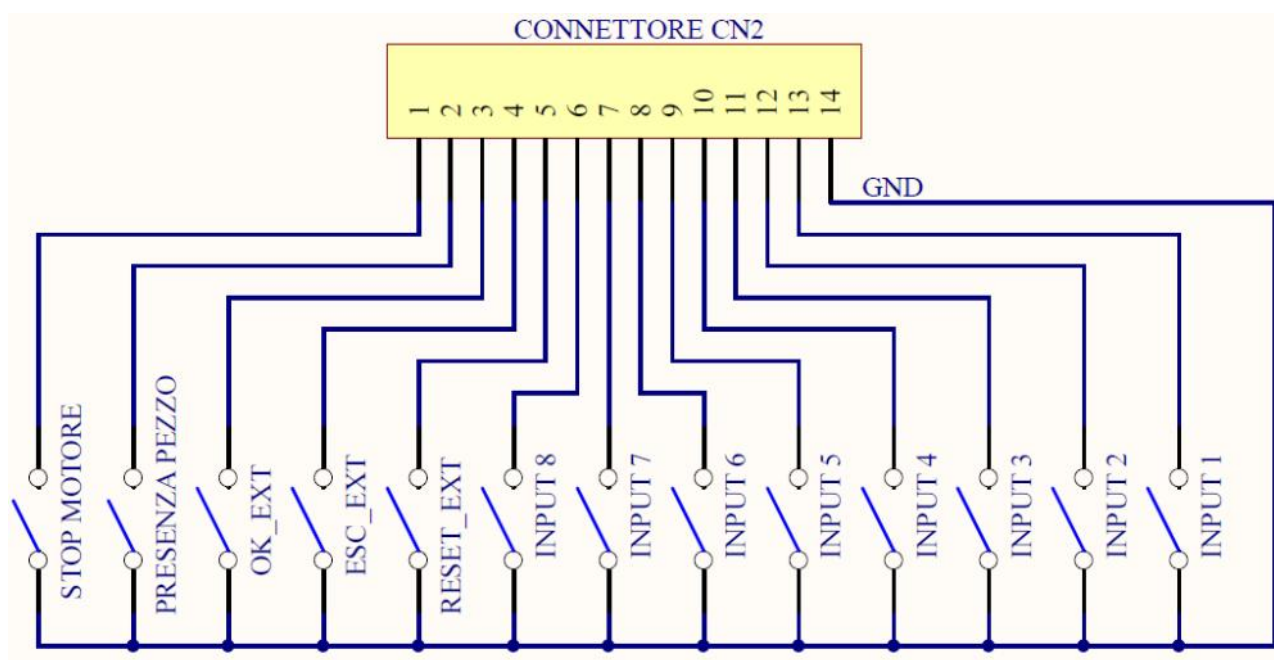 CONNETTORE CN2
1 2 3 4 5 6 7 8 9 10 11 12 13 14
GND
STOP MOTORE
PRESENZA PEZZO
OK_EXT
ESC_EXT
RESET_EXT
INPUT 8
INPUT 7
INPUT 6
INPUT 5
INPUT 4
INPUT 3
INPUT 2
INPUT 1